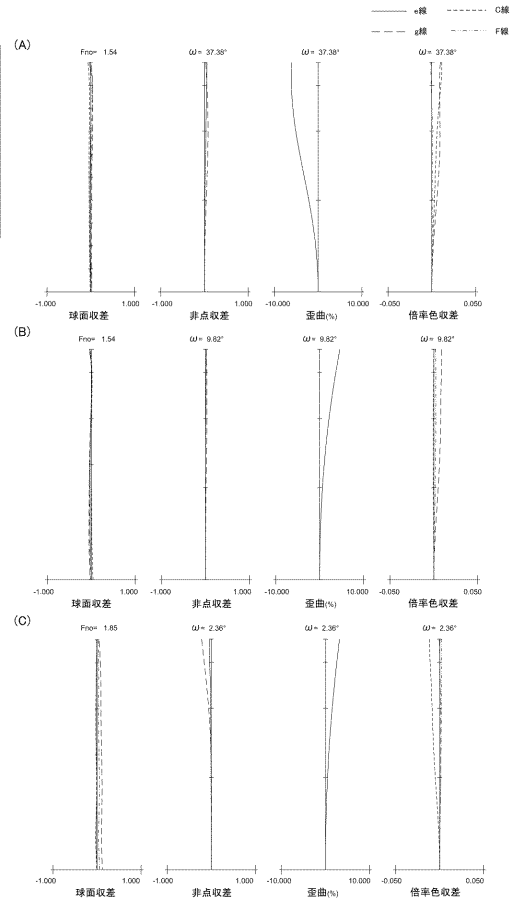 e線 C線
g線 F線
(A)
Fno= 1.54 ω= 37.38° ω= 37.38° ω= 37.38°
-1.000 1.000 -1.000 1.000 -10.000 10.000 -0.050 0.050
球面収差 非点収差 歪曲(%) 倍率色収差
(B)
Fno= 1.54 ω= 9.82° ω= 9.82° ω= 9.82°
-1.000 1.000 -1.000 1.000 -10.000 10.000 -0.050 0.050
球面収差 非点収差 歪曲(%) 倍率色収差
(C)
Fno= 1.85 ω= 2.36° ω= 2.36° ω= 2.36°
-1.000 1.000 -1.000 1.000 -10.000 10.000 -0.050 0.050
球面収差 非点収差 歪曲(%) 倍率色収差